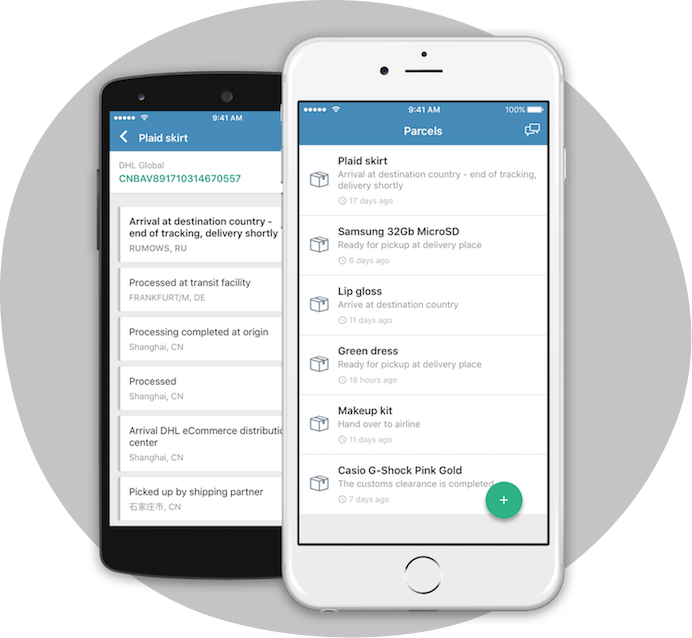 9:41 AM
Plaid skirt
DHL Global
CNBAV891710314670557
Arrival at destination country -
end of tracking, delivery shortly
RUMOWS, RU
Processed at transit facility
FRANKFURT/M, DE
Processing completed at origin
Shanghai, CN
Processed
Shanghai, CN
Arrival DHL eCommerce distributio
center
Shanghai, CN
Picked up by shipping partner
石家庄市, CN
9:41 AM 100%
Parcels
Plaid skirt
Arrival at destination country - end of tracking,
delivery shortly
17 days ago
Samsung 32Gb MicroSD
Ready for pickup at delivery place
6 days ago
Lip gloss
Arrive at destination country
11 days ago
Green dress
Ready for pickup at delivery place
18 hours ago
Makeup kit
Hand over to airline
11 days ago
Casio G-Shock Pink Gold
The customs clearance is completed
7 days ago
+